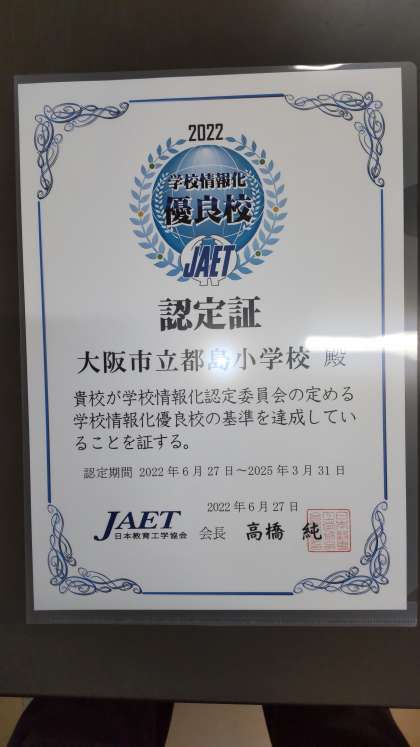 2022
学校情報化
優良校
JAET
認定証
大阪市立都島小学校 殿
貴校が学校情報化認定委員会の定める
学校情報化優良校の基準を達成してい
ることを証する。
認定期間 2022年6月27日～2025年3月31日
2022年6月27日
JAET
日本教育工学協会 会長 高橋 純